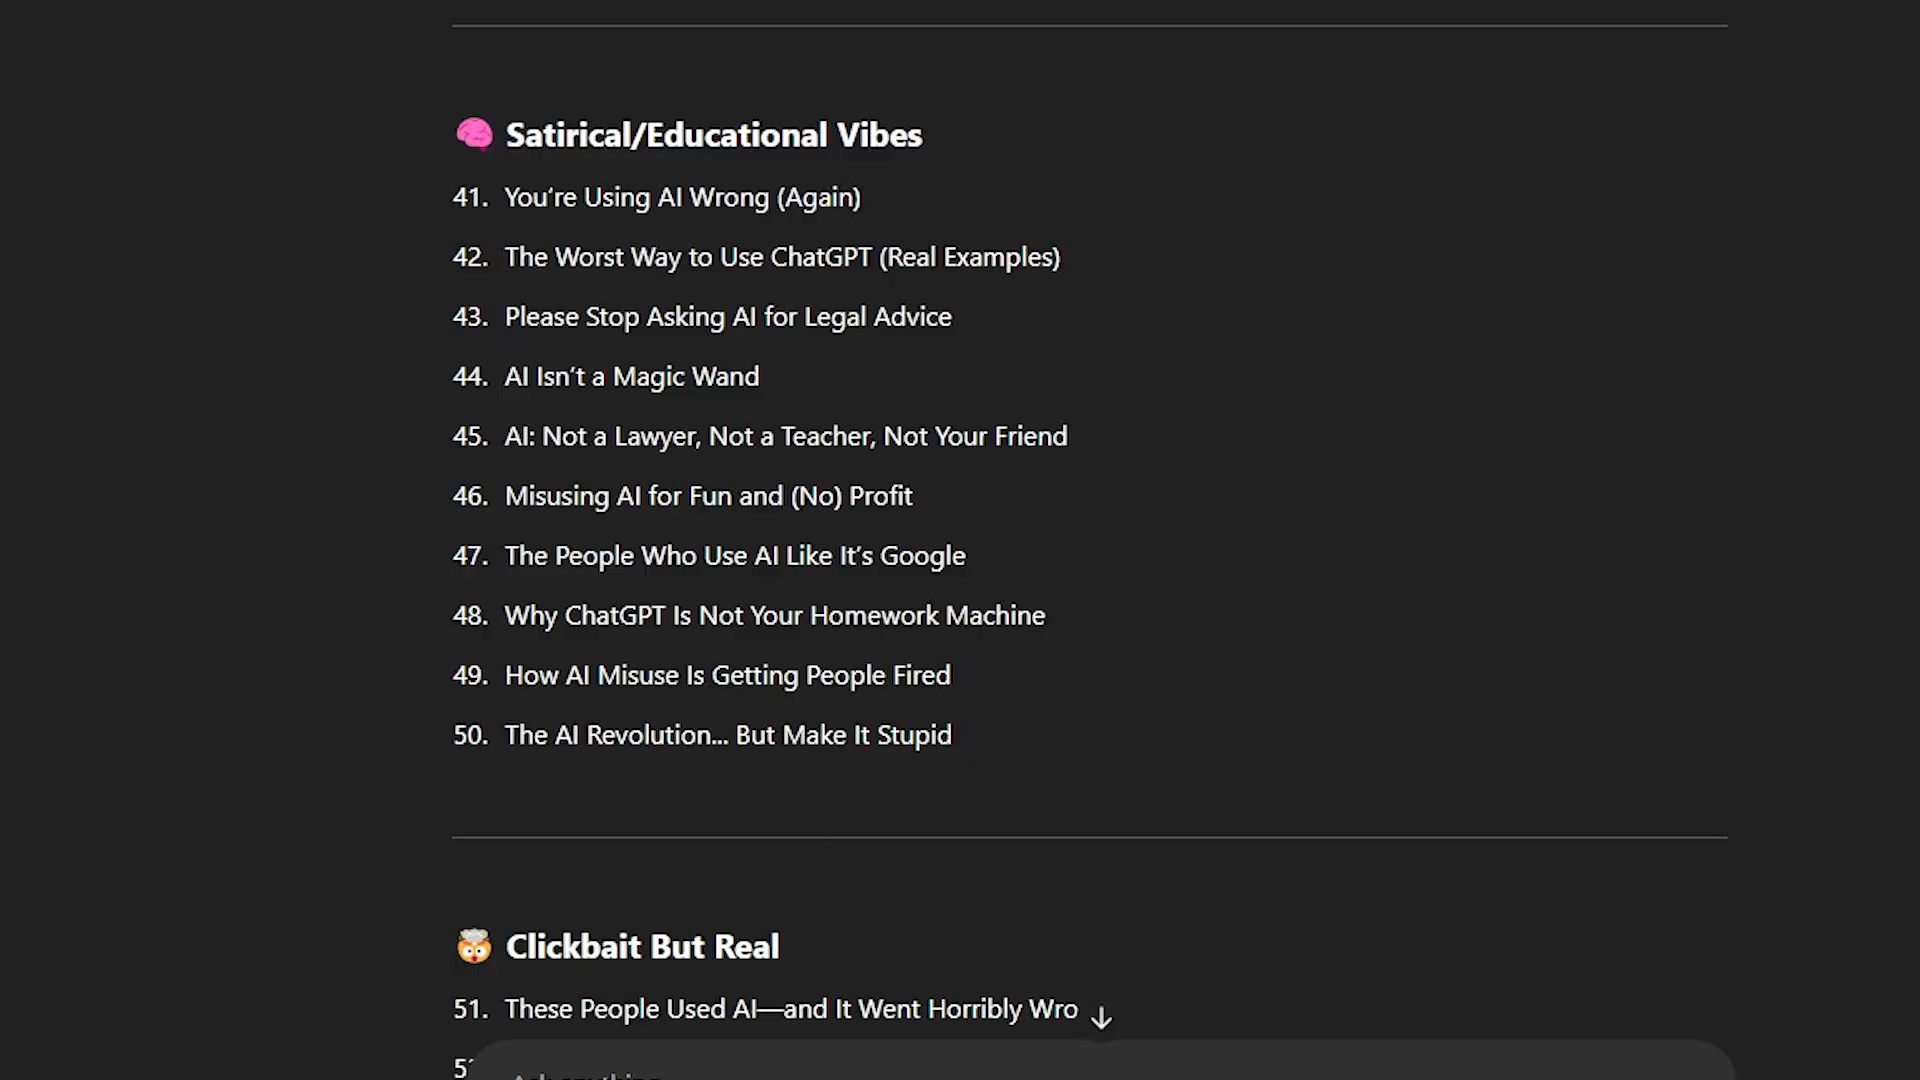 Satirical/Educational Vibes
41. You're Using AI Wrong (Again)
42. The Worst Way to Use ChatGPT (Real Examples)
43. Please Stop Asking AI for Legal Advice
44. AI Isn't a Magic Wand
45. AI: Not a Lawyer, Not a Teacher, Not Your Friend
46. Misusing AI for Fun and (No) Profit
47. The People Who Use AI Like It's Google
48. Why ChatGPT Is Not Your Homework Machine
49. How AI Misuse Is Getting People Fired
50. The AI Revolution... But Make It Stupid
Clickbait But Real
51. These People Used AI—and It Went Horribly Wro